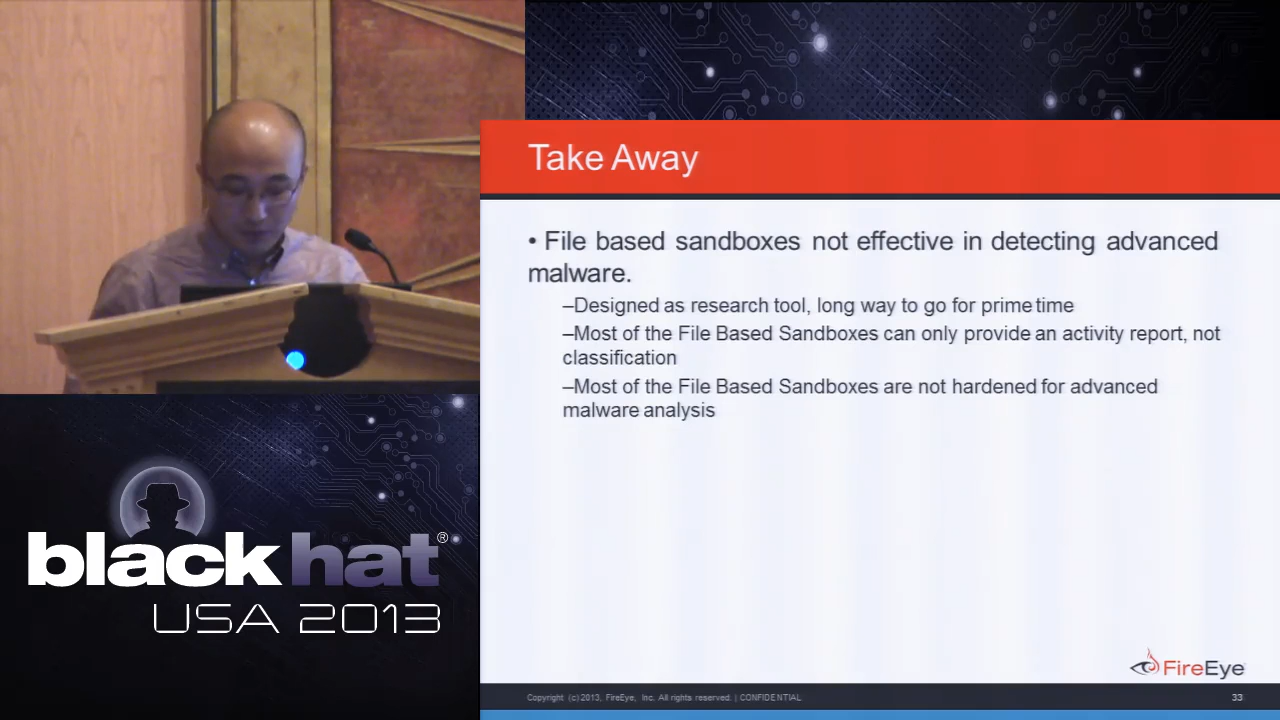 Take Away
• File based sandboxes not effective in detecting advanced
malware.
–Designed as research tool, long way to go for prime time
–Most of the File Based Sandboxes can only provide an activity report, not
classification
–Most of the File Based Sandboxes are not hardened for advanced
malware analysis
blackhat®
USA 2013
FireEye
Copyright (c) 2013, FireEye, Inc. All rights reserved. | CONFIDENTIAL
33